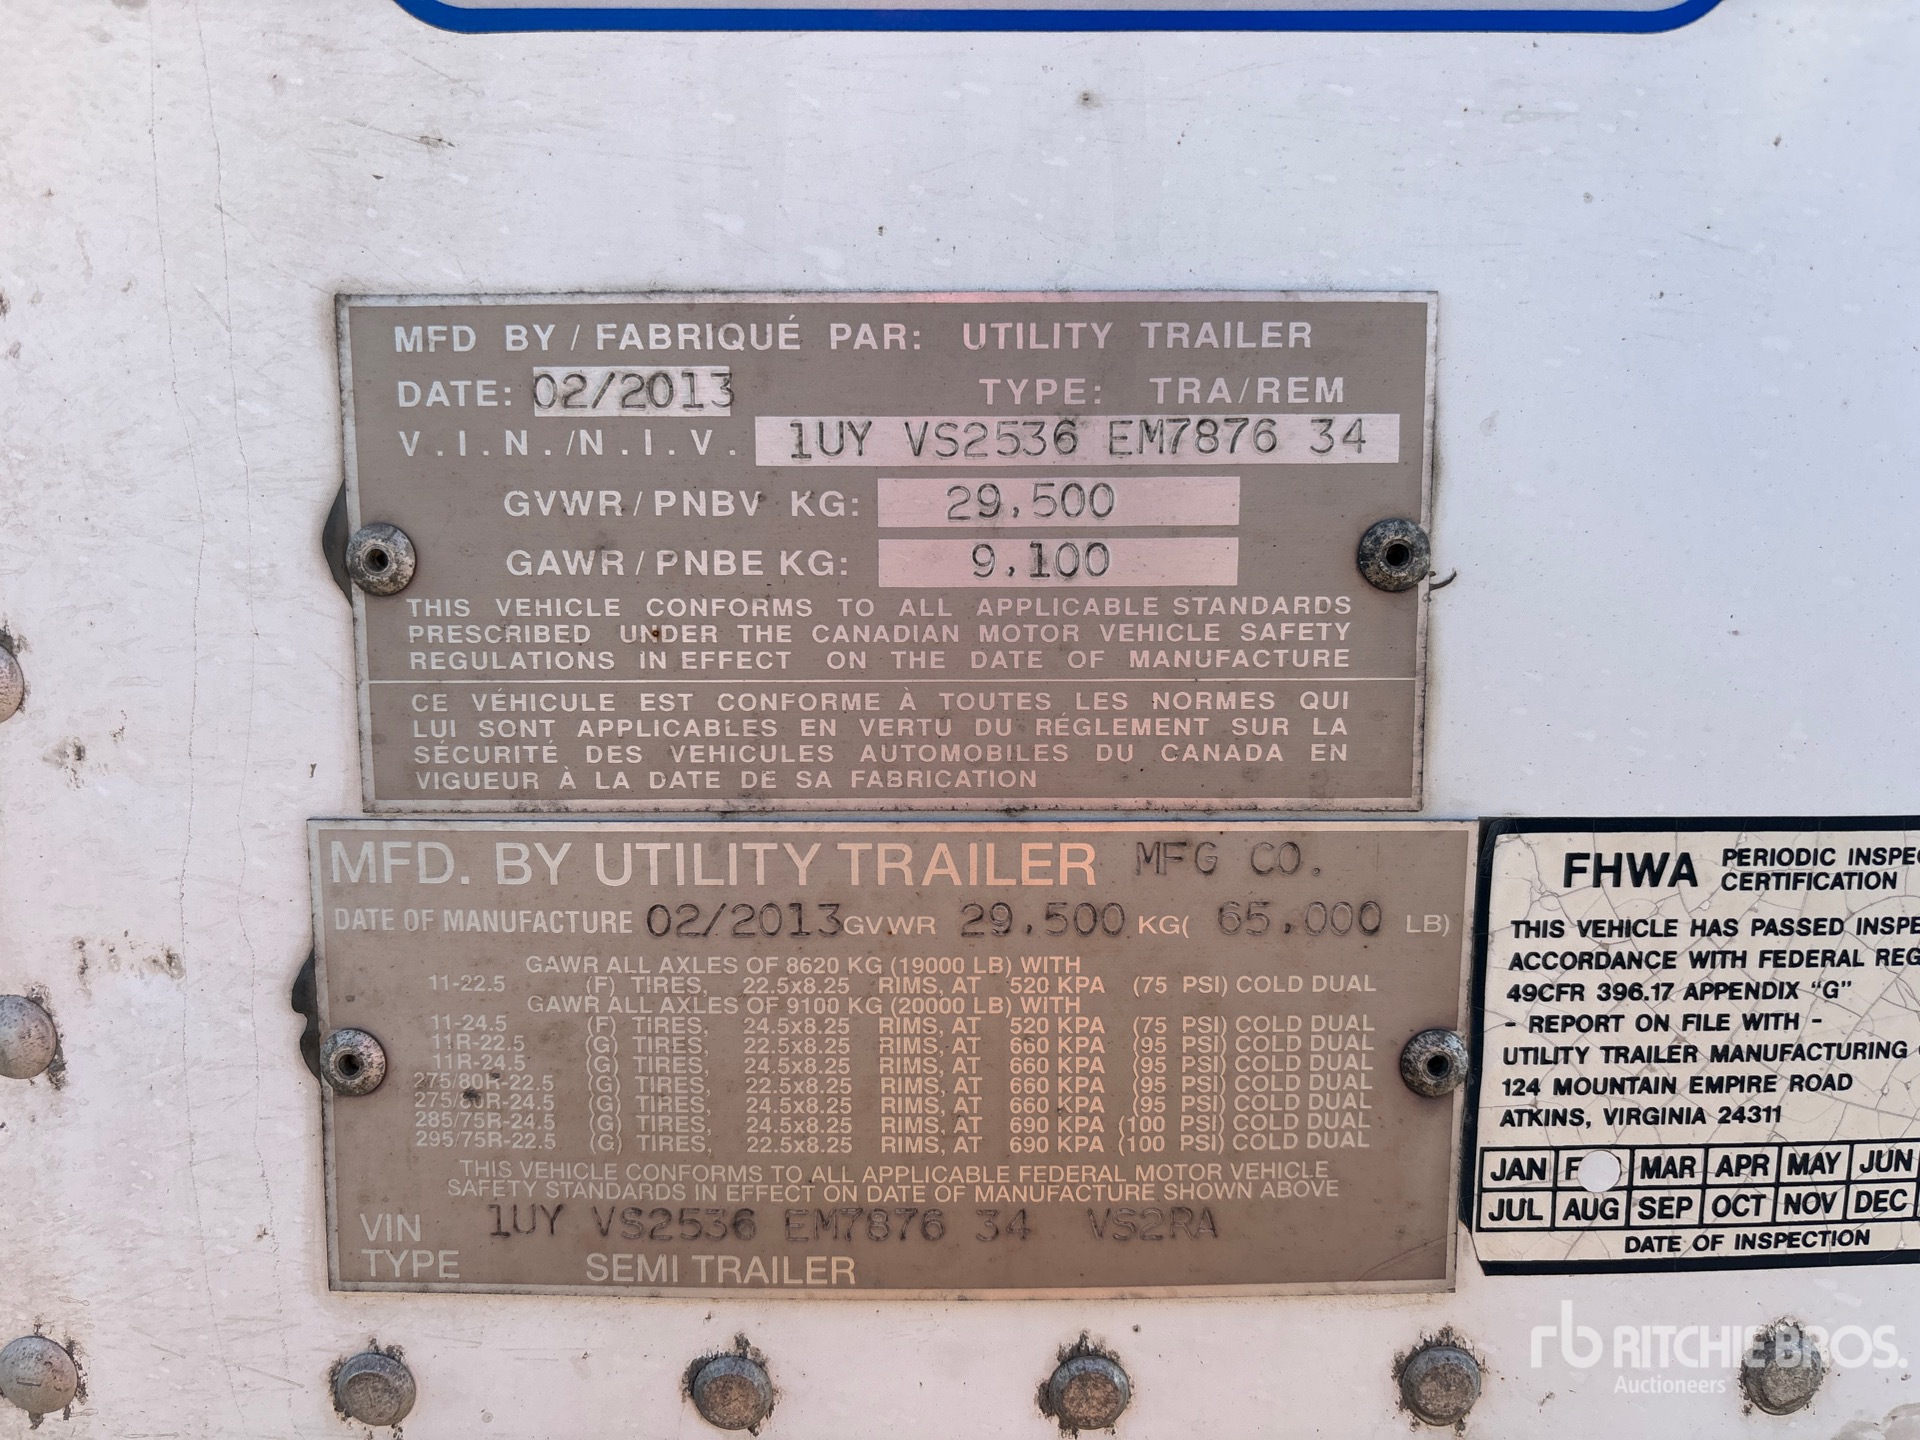 MFD BY / FABRIQUÉ PAR: UTILITY TRAILER
DATE: 02/2013 TYPE: TRA/REM
V.I.N./N.I.V. 1UY VS2536 EM7876 34
GVWR/PNBV KG: 29,500
GAWR/PNBE KG: 9,100
THIS VEHICLE CONFORMS TO ALL APPLICABLE STANDARDS
PRESCRIBED UNDER THE CANADIAN MOTOR VEHICLE SAFETY
REGULATIONS IN EFFECT ON THE DATE OF MANUFACTURE
CE VÉHICULE EST CONFORME À TOUTES LES NORMES QUI
LUI SONT APPLICABLES EN VERTU DU RÉGLEMENT SUR LA
SÉCURITÉ DES VEHICULES AUTOMOBILES DU CANADA EN
VIGUEUR À LA DATE DE SA FABRICATION
MFD. BY UTILITY TRAILER MFG CO.
DATE OF MANUFACTURE 02/2013 GVWR 29,500 KG( 65,000 LB)
GAWR ALL AXLES OF 8620 KG (19000 LB) WITH
11-22.5 (F) TIRES, 22.5x8.25 RIMS, AT 520 KPA (75 PSI) COLD DUAL
GAWR ALL AXLES OF 9100 KG (20000 LB) WITH
11-24.5 (F) TIRES, 24.5x8.25 RIMS, AT 520 KPA (75 PSI) COLD DUAL
11R-22.5 (G) TIRES, 22.5x8.25 RIMS, AT 660 KPA (95 PSI) COLD DUAL
11R-24.5 (G) TIRES, 24.5x8.25 RIMS, AT 660 KPA (95 PSI) COLD DUAL
275/80R-22.5 (G) TIRES, 22.5x8.25 RIMS, AT 660 KPA (95 PSI) COLD DUAL
275/80R-24.5 (G) TIRES, 24.5x8.25 RIMS, AT 660 KPA (95 PSI) COLD DUAL
285/75R-24.5 (G) TIRES, 24.5x8.25 RIMS, AT 690 KPA (100 PSI) COLD DUAL
295/75R-22.5 (G) TIRES, 22.5x8.25 RIMS, AT 690 KPA (100 PSI) COLD DUAL
THIS VEHICLE CONFORMS TO ALL APPLICABLE FEDERAL MOTOR VEHICLE
SAFETY STANDARDS IN EFFECT ON DATE OF MANUFACTURE SHOWN ABOVE
VIN 1UY VS2536 EM7876 34 VS2RA
TYPE SEMI TRAILER
FHWA PERIODIC INSPE
CERTIFICATION
THIS VEHICLE HAS PASSED INSPE
ACCORDANCE WITH FEDERAL REG
49CFR 396.17 APPENDIX "G"
- REPORT ON FILE WITH -
UTILITY TRAILER MANUFACTURING
124 MOUNTAIN EMPIRE ROAD
ATKINS, VIRGINIA 24311
JAN F MAR APR MAY JUN
JUL AUG SEP OCT NOV DEC
DATE OF INSPECTION
rb RITCHIE BROS.
Auctioneers